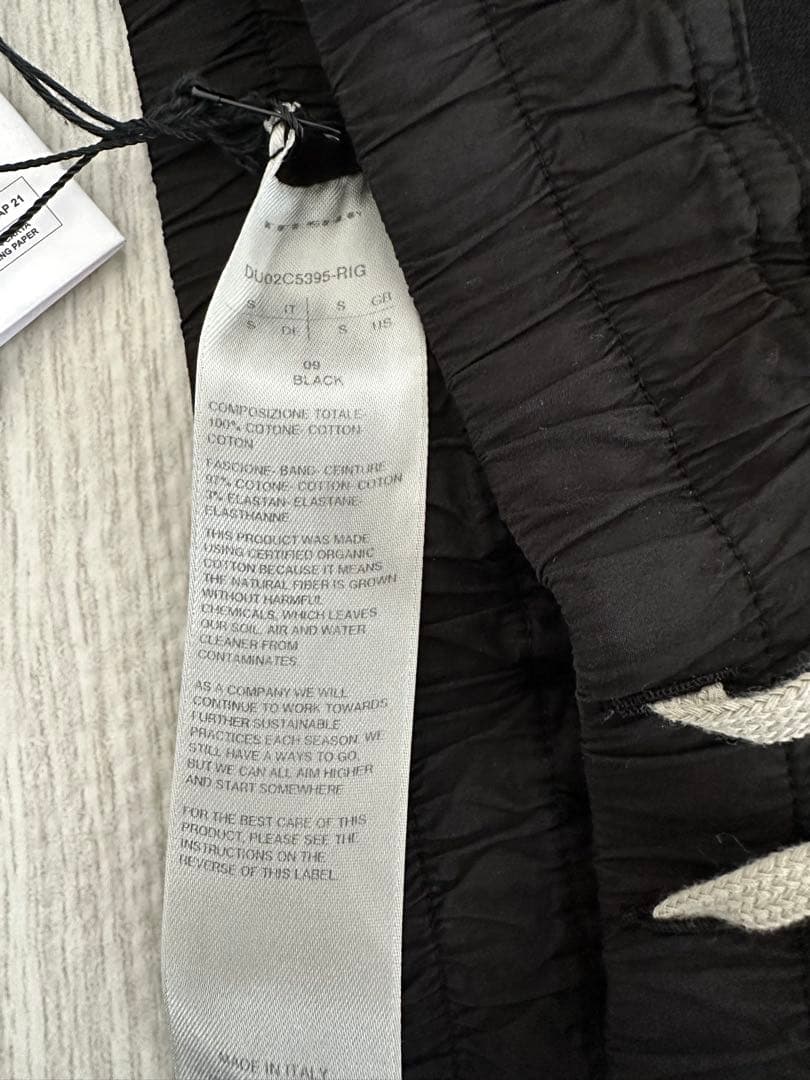 AP 21
CARTA
NG PAPER
DU02C5395-RIG
S IT S GB
S DE S US
09
BLACK
COMPOSIZIONE TOTALE-
100% COTONE- COTTON-
COTON
FASCIONE- BAND- CEINTURE
97% COTONE- COTTON- COTON
3% ELASTAN- ELASTANE-
ELASTHANNE
THIS PRODUCT WAS MADE
USING CERTIFIED ORGANIC
COTTON BECAUSE IT MEANS
THE NATURAL FIBER IS GROWN
WITHOUT HARMFUL
CHEMICALS, WHICH LEAVES
OUR SOIL, AIR AND WATER
CLEANER FROM
CONTAMINATES.
AS A COMPANY WE WILL
CONTINUE TO WORK TOWARDS
FURTHER SUSTAINABLE
PRACTICES EACH SEASON. WE
STILL HAVE A WAYS TO GO,
BUT WE CAN ALL AIM HIGHER
AND START SOMEWHERE
FOR THE BEST CARE OF THIS
PRODUCT, PLEASE SEE THE
INSTRUCTIONS ON THE
REVERSE OF THIS LABEL.
MADE IN ITALY